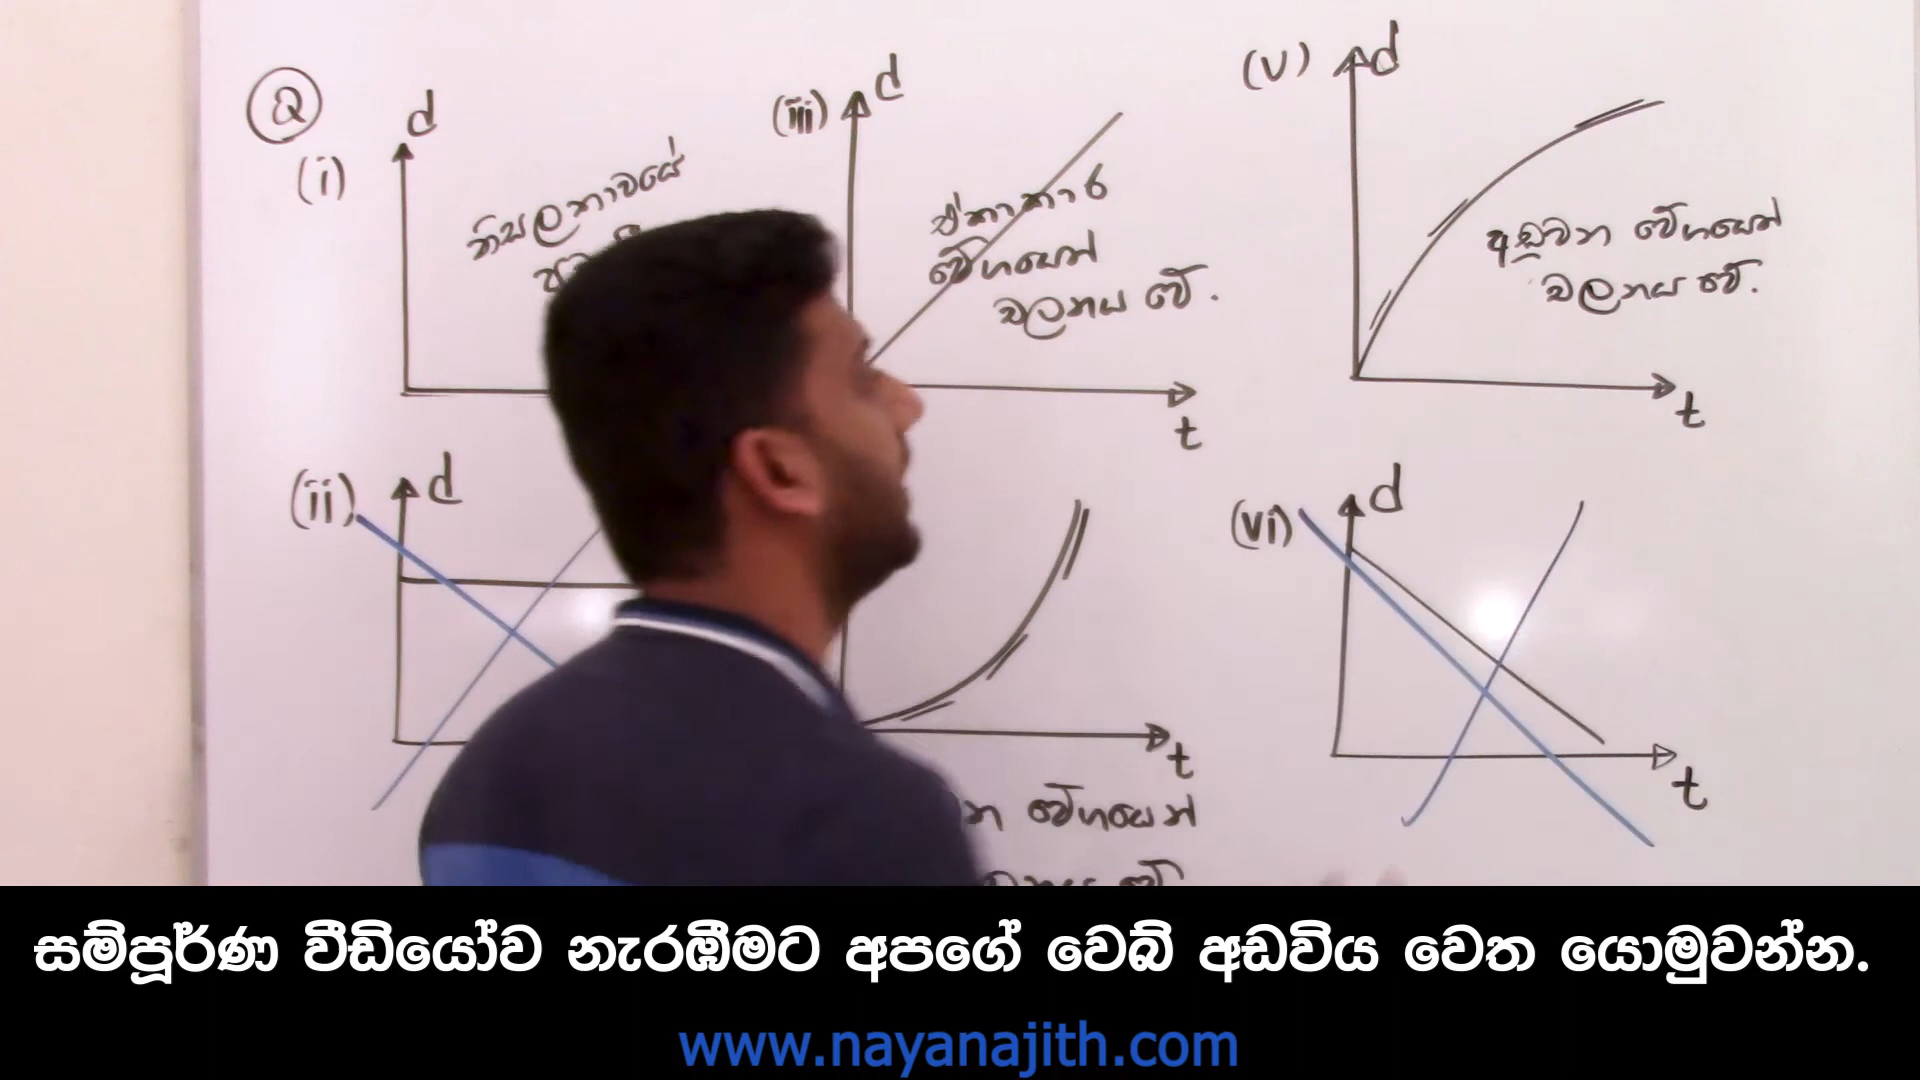 Q
(i)
d
නිසලතාවයේ
(ii)
d
(iii)
d
ඒකාකාර
වේගයෙන්
චලනය වේ.
t
t
න වේගයෙන්
(v)
d
අඩුවන වේගයෙන්
චලනය වේ.
t
(vi)
d
t
සම්පූර්ණ වීඩියෝව නැරඹීමට අපගේ වෙබ් අඩවිය වෙත යොමුවන්න.
www.nayanajith.com